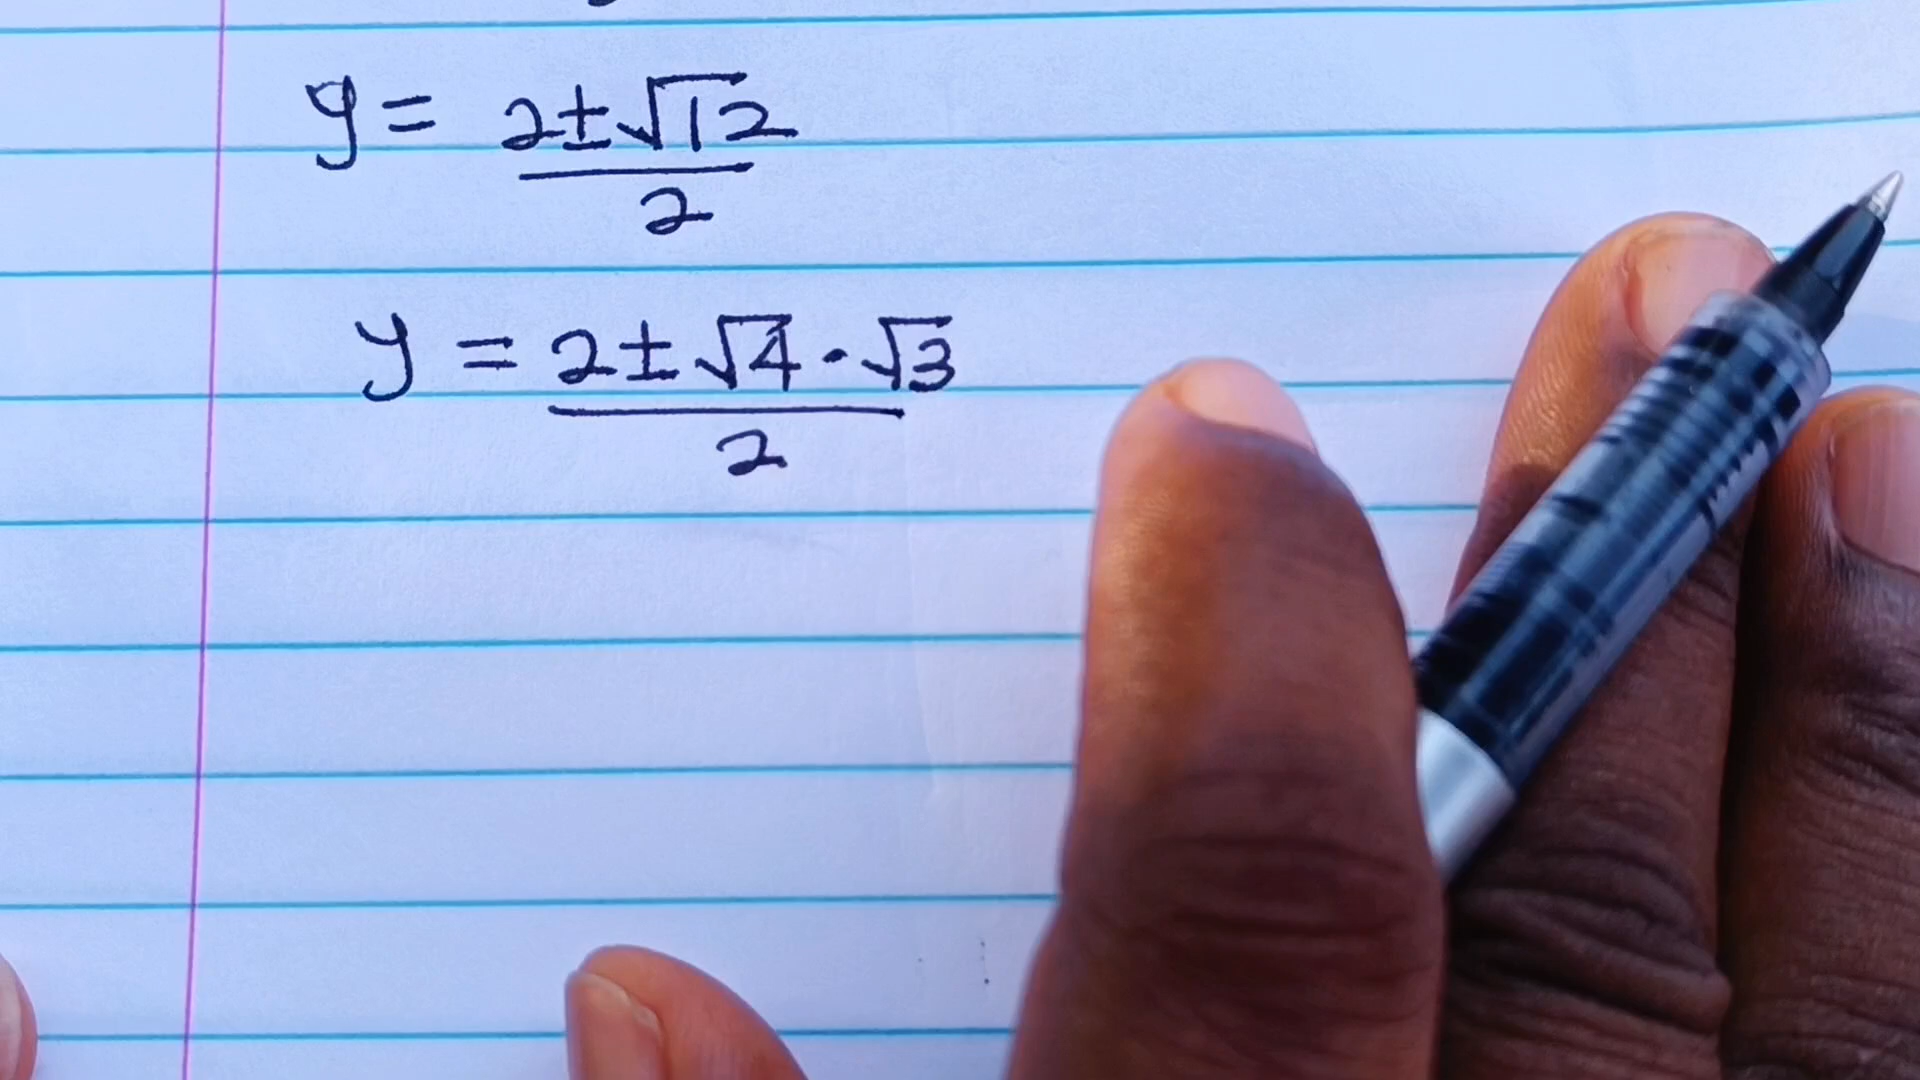 y = (2±√12)/2
y = (2±√4·√3)/2